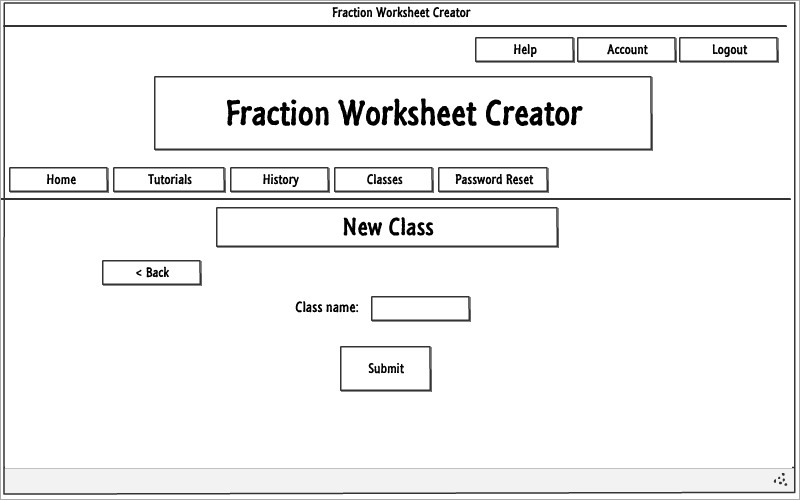 Fraction Worksheet Creator
Help Account Logout
Fraction Worksheet Creator
Home Tutorials History Classes Password Reset
New Class
< Back
Class name:
Submit